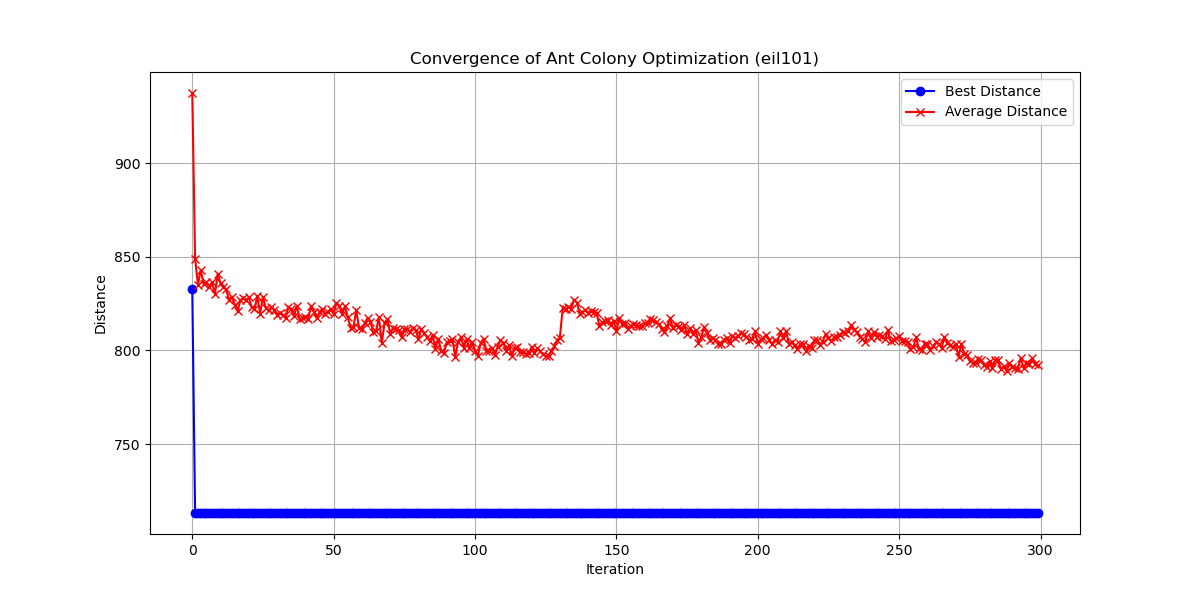 Convergence of Ant Colony Optimization (eil101)
Best Distance
Average Distance
900
850
800
750
Distance
0
50
100
150
200
250
300
Iteration